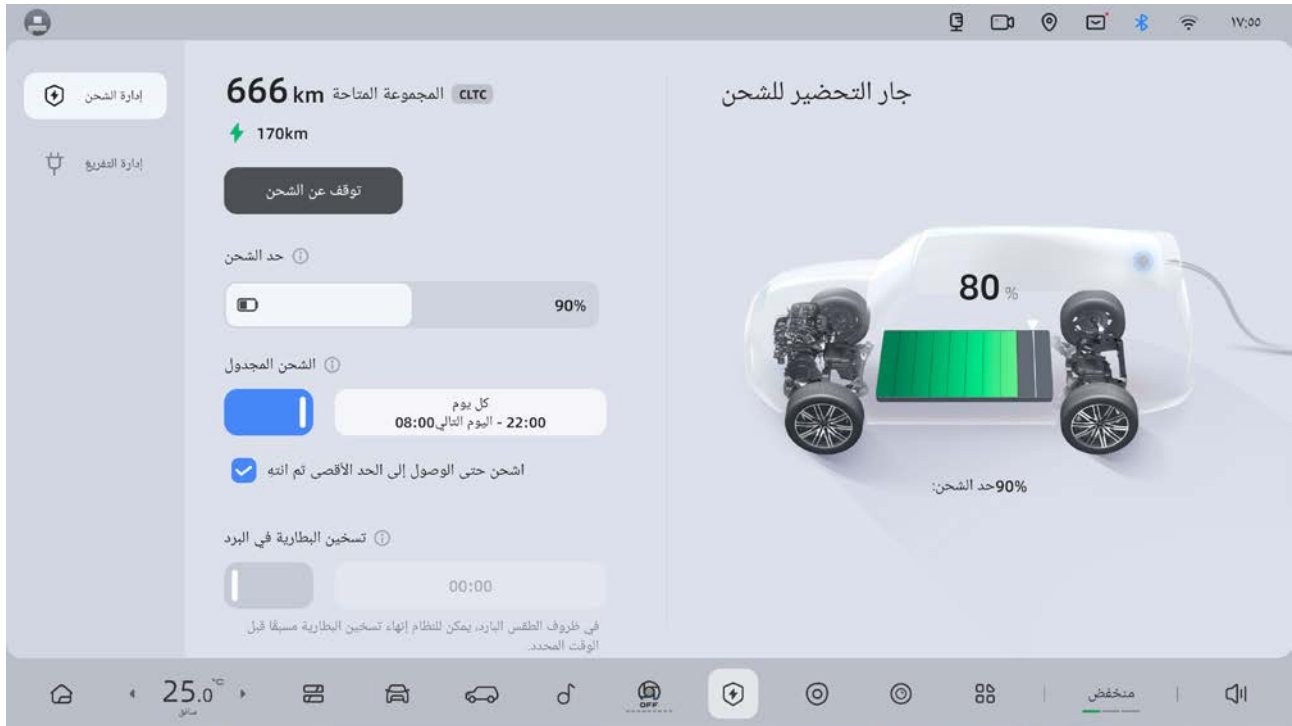 ١٧:٥٥
إدارة الشحن
إدارة التفريغ
666 km المجموعة المتاحة CLTC
170km
توقف عن الشحن
حد الشحن
90%
الشحن المجدول
كل يوم
22:00 - اليوم التالي08:00
اشحن حتى الوصول إلى الحد الأقصى ثم انتهِ
تسخين البطارية في البرد
00:00
في ظروف الطقس البارد، يمكن للنظام إنهاء تسخين البطارية مسبقًا قبل
الوقت المحدد.
جار التحضير للشحن
80 %
90%حد الشحن:
25.0°C
سائق
OFF
منخفض